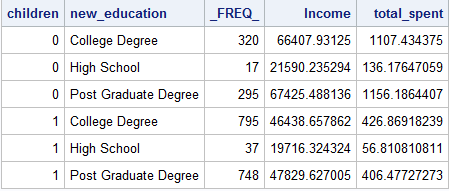 children new_education _FREQ_ Income total_spent
0 College Degree 320 66407.93125 1107.434375
0 High School 17 21590.235294 136.17647059
0 Post Graduate Degree 295 67425.488136 1156.1864407
1 College Degree 795 46438.657862 426.86918239
1 High School 37 19716.324324 56.810810811
1 Post Graduate Degree 748 47829.627005 406.47727273